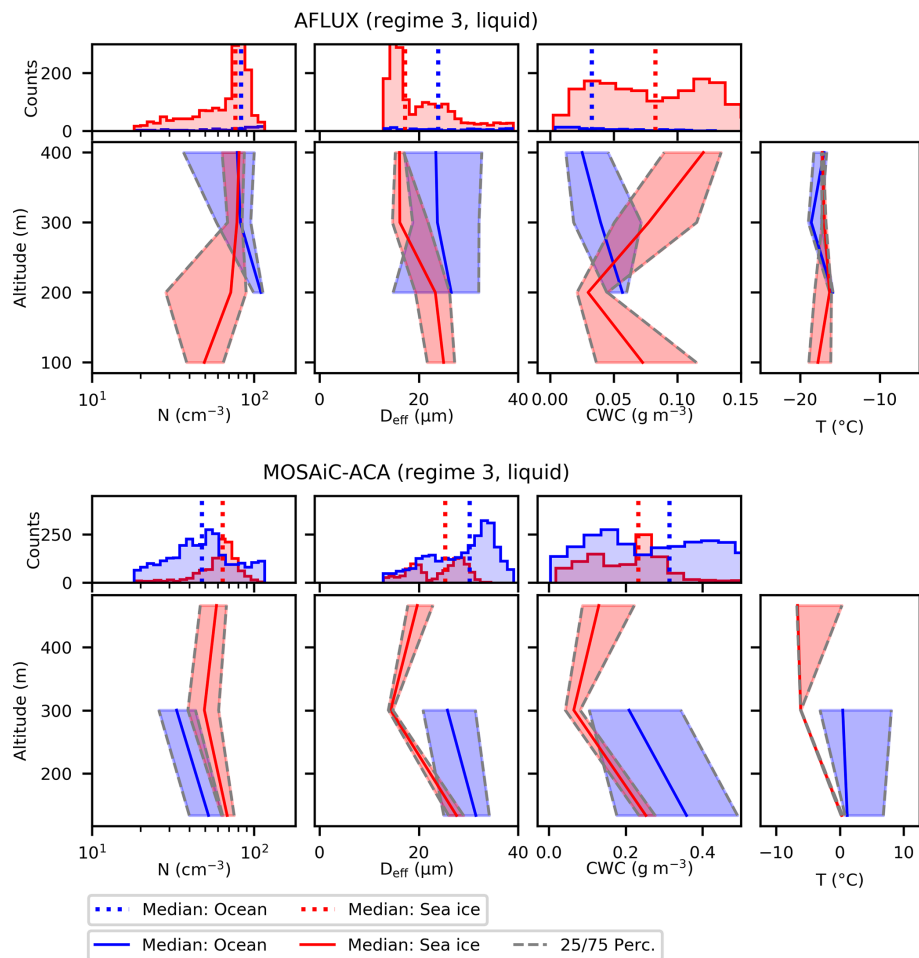 AFLUX (regime 3, liquid)
Counts
200
0
Altitude (m)
400
300
200
100
10¹ 10²
N (cm⁻³)
0 20 40
D_eff (µm)
0.00 0.05 0.10 0.15
CWC (g m⁻³)
−20 −10
T (°C)
MOSAiC-ACA (regime 3, liquid)
Counts
250
0
Altitude (m)
400
300
200
10¹ 10²
N (cm⁻³)
0 20 40
D_eff (µm)
0.0 0.2 0.4
CWC (g m⁻³)
−10 0 10
T (°C)
Median: Ocean Median: Sea ice
Median: Ocean Median: Sea ice 25/75 Perc.